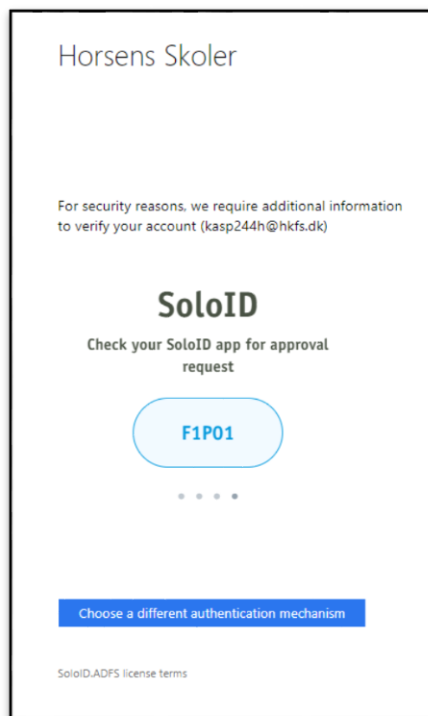 Horsens Skoler
For security reasons, we require additional information
to verify your account (kasp244h@hkfs.dk)
SoloID
Check your SoloID app for approval
request
F1P01
Choose a different authentication mechanism
SoloID.ADFS license terms